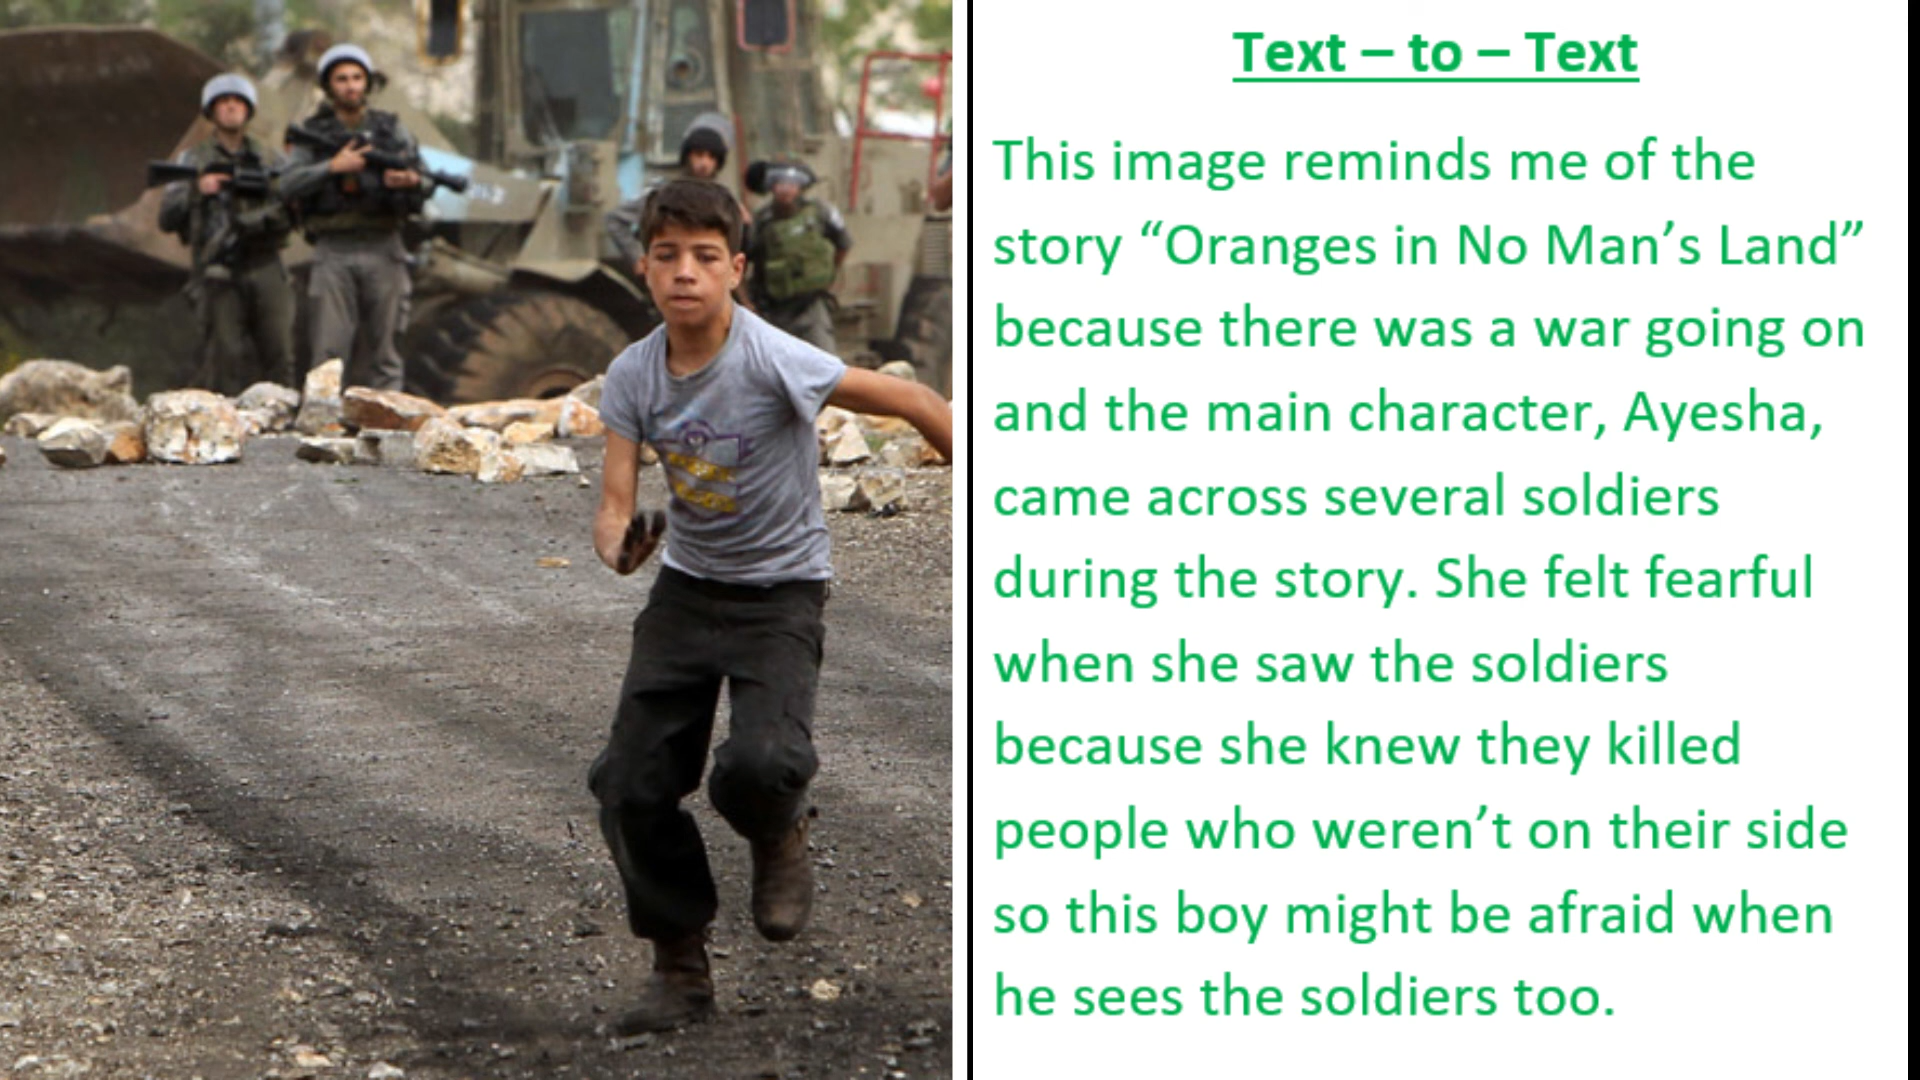 Text – to – Text
This image reminds me of the
story “Oranges in No Man’s Land”
because there was a war going on
and the main character, Ayesha,
came across several soldiers
during the story. She felt fearful
when she saw the soldiers
because she knew they killed
people who weren’t on their side
so this boy might be afraid when
he sees the soldiers too.